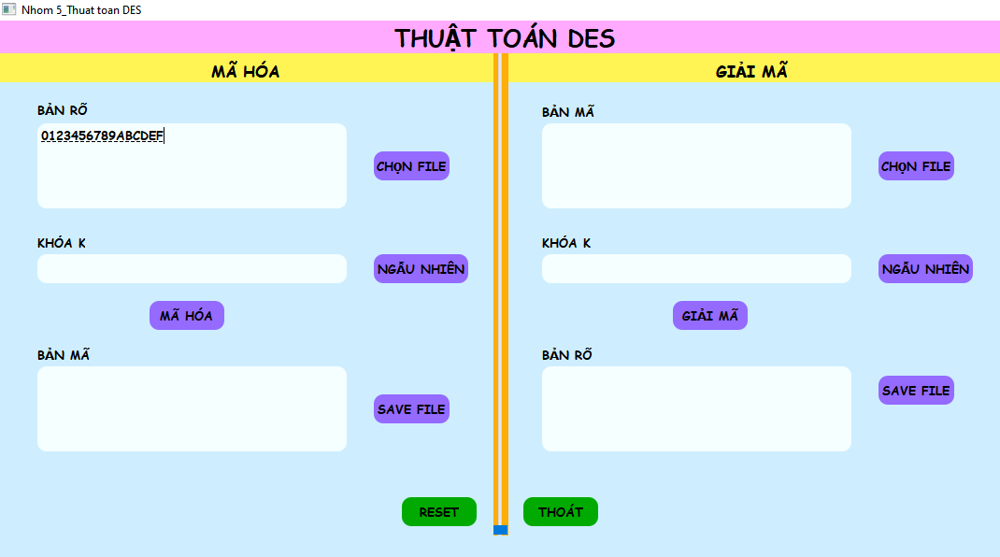 Nhom 5_Thuat toan DES
THUẬT TOÁN DES
MÃ HÓA
BẢN RÕ
0123456789ABCDEF
CHỌN FILE
KHÓA K
NGẪU NHIÊN
MÃ HÓA
BẢN MÃ
SAVE FILE
RESET
GIẢI MÃ
BẢN MÃ
CHỌN FILE
KHÓA K
NGẪU NHIÊN
GIẢI MÃ
BẢN RÕ
SAVE FILE
THOÁT